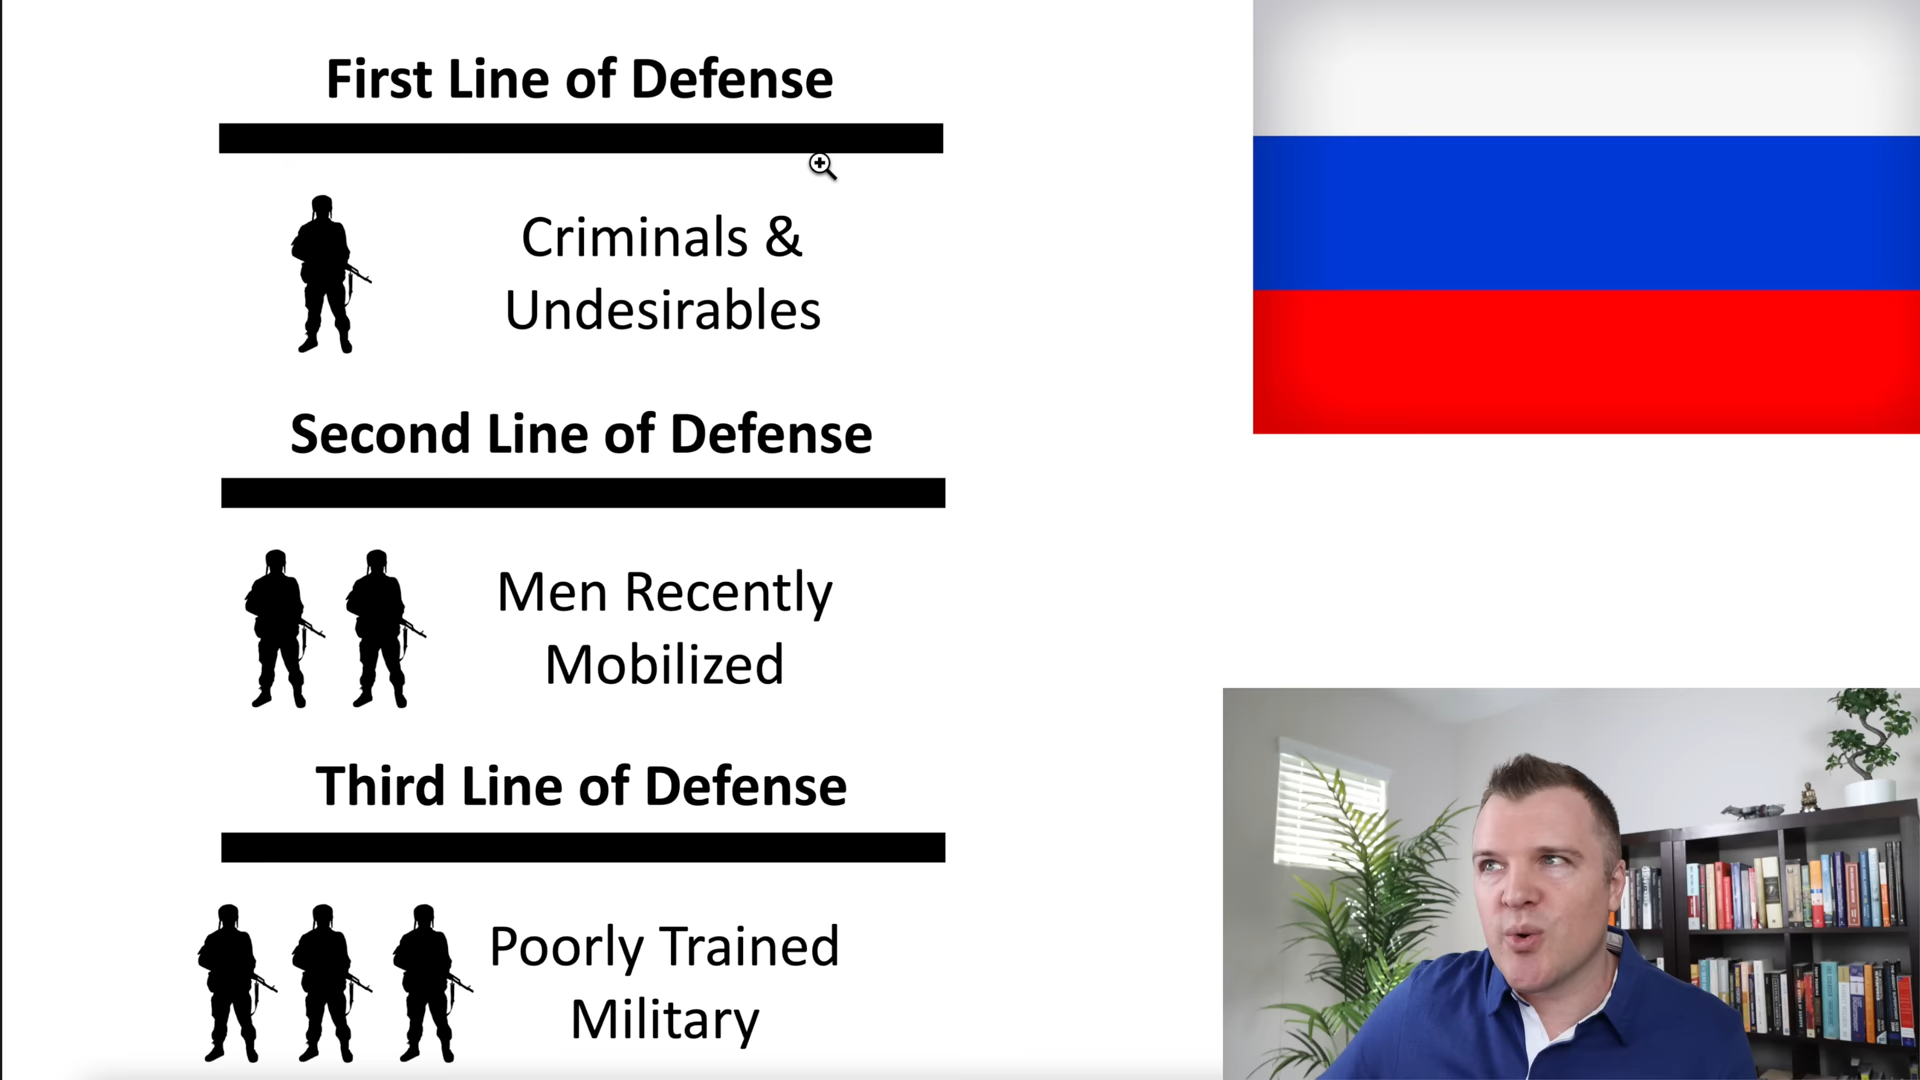 First Line of Defense
Criminals &
Undesirables
Second Line of Defense
Men Recently
Mobilized
Third Line of Defense
Poorly Trained
Military